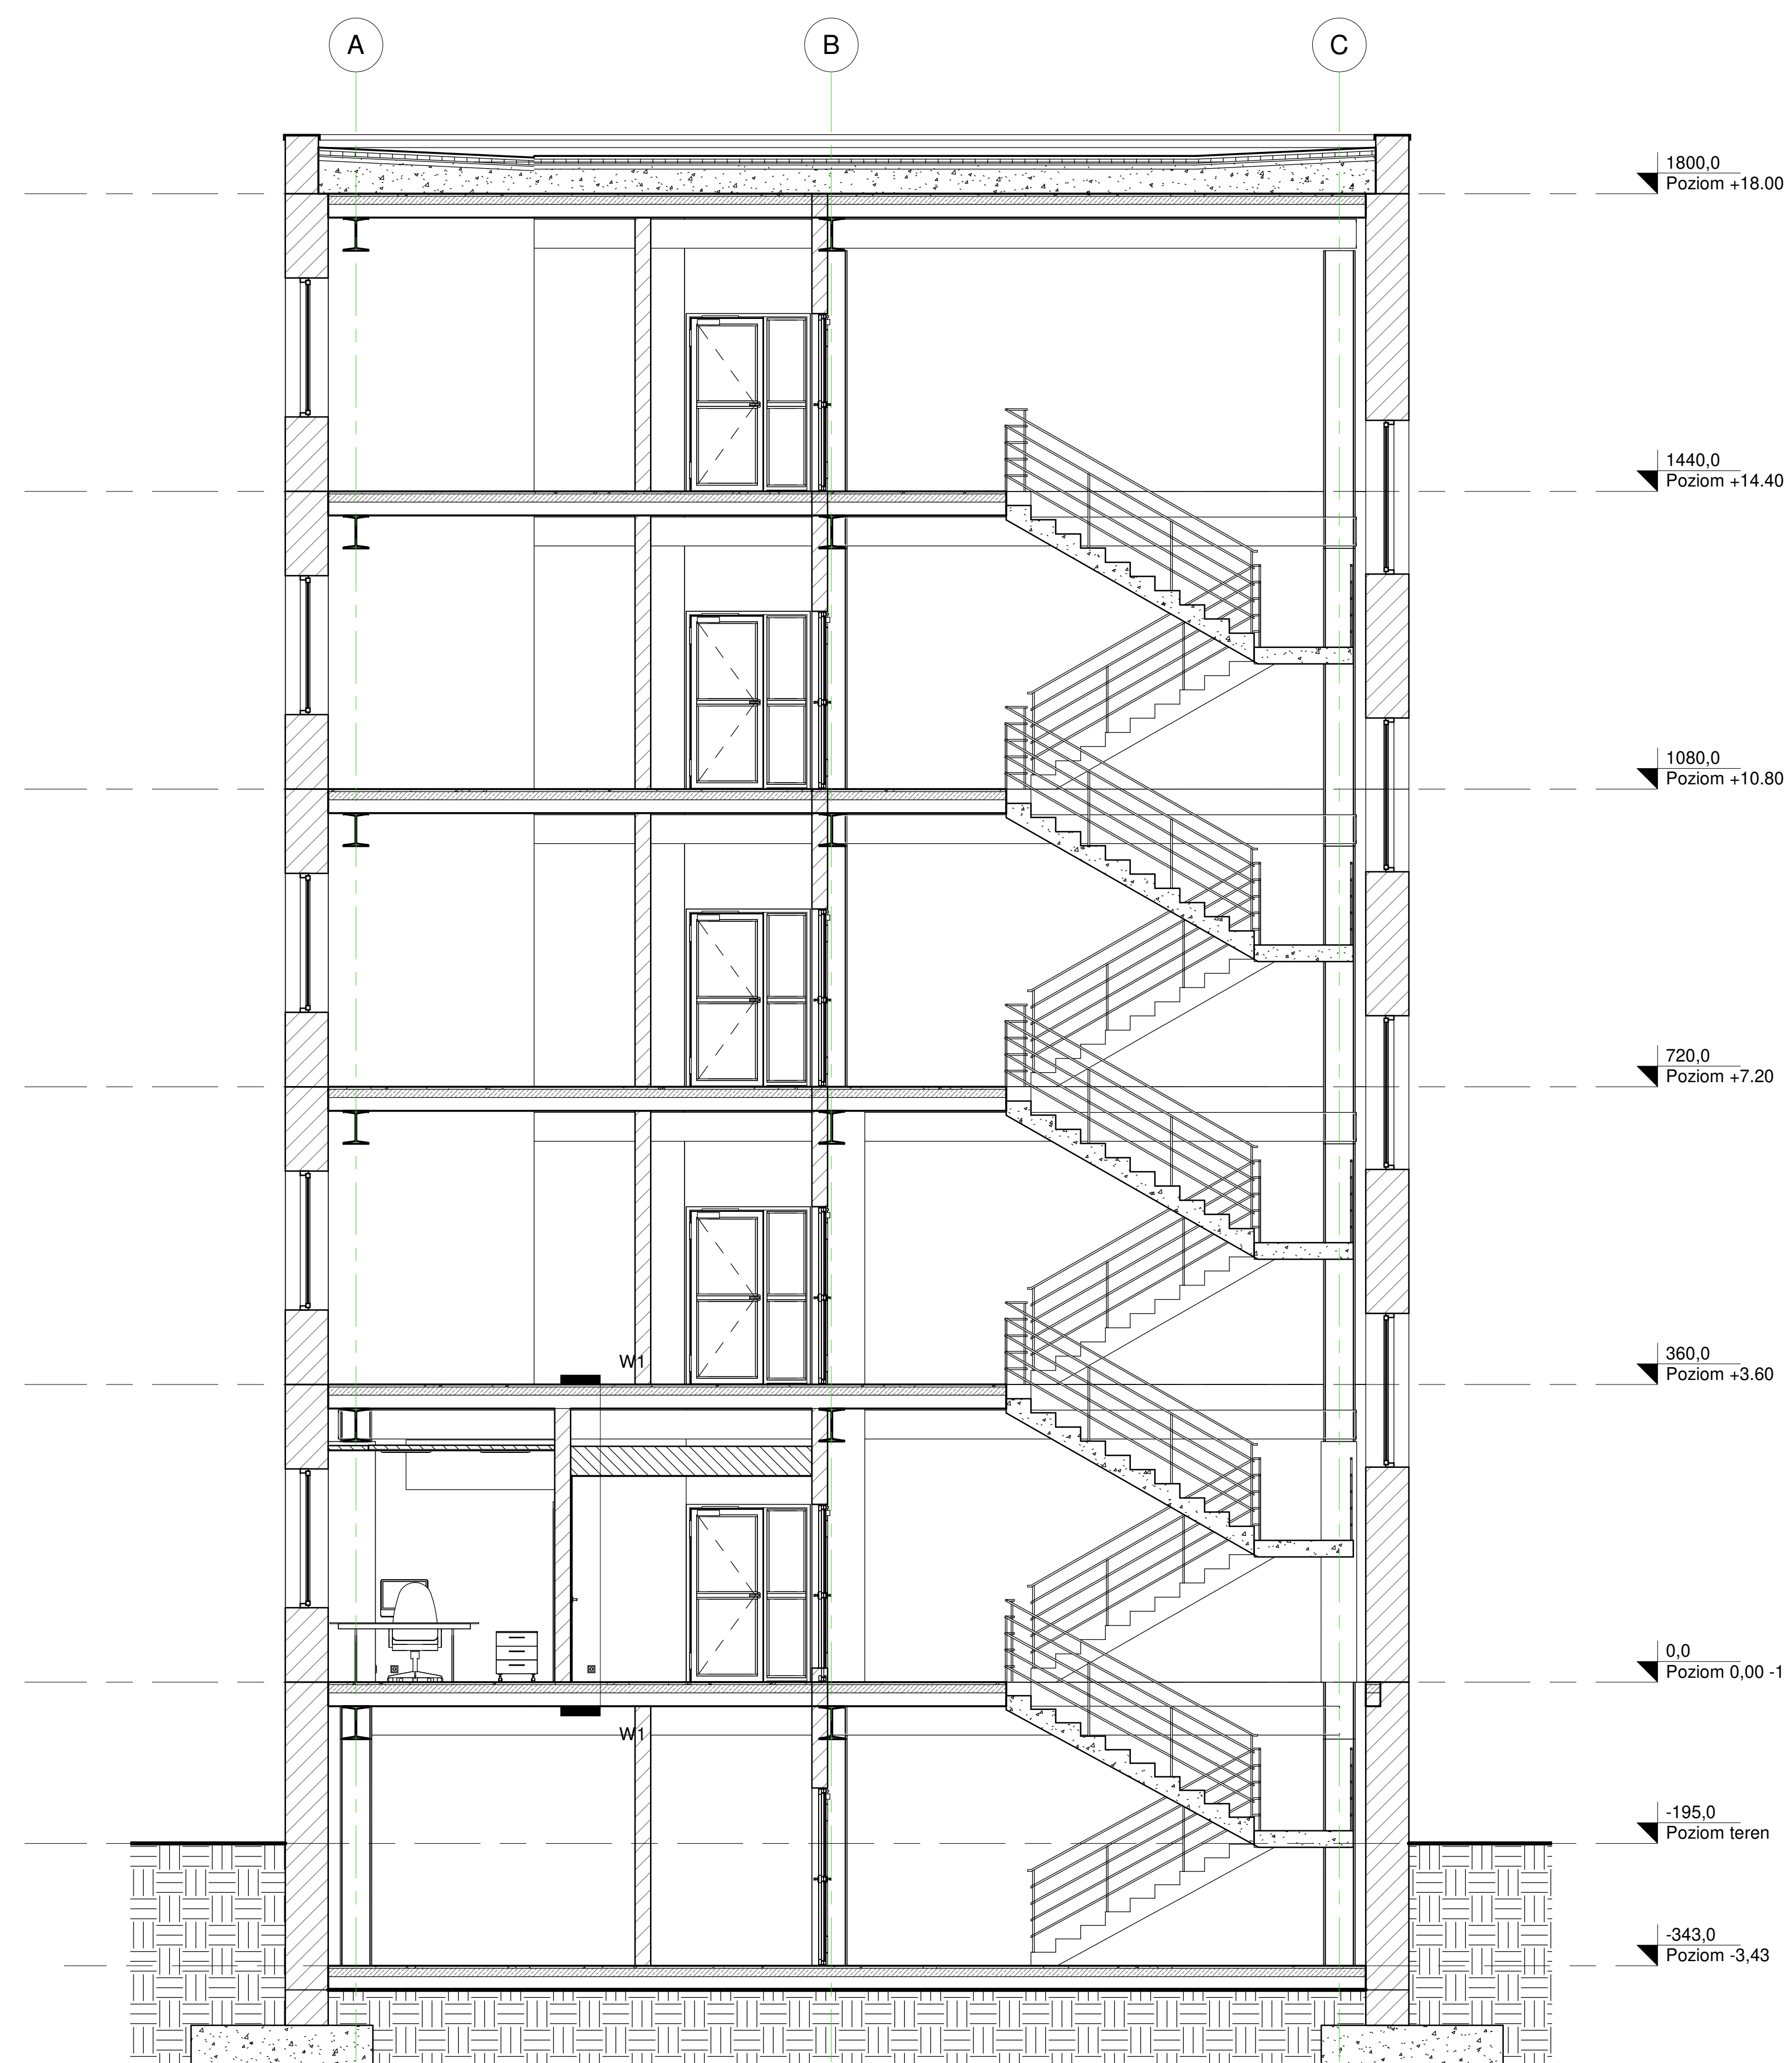 A
B
C
1800,0
Poziom +18.00
1440,0
Poziom +14.40
1080,0
Poziom +10.80
720,0
Poziom +7.20
W1
360,0
Poziom +3.60
0,0
Poziom 0,00 -1
W1
-195,0
Poziom teren
-343,0
Poziom -3,43